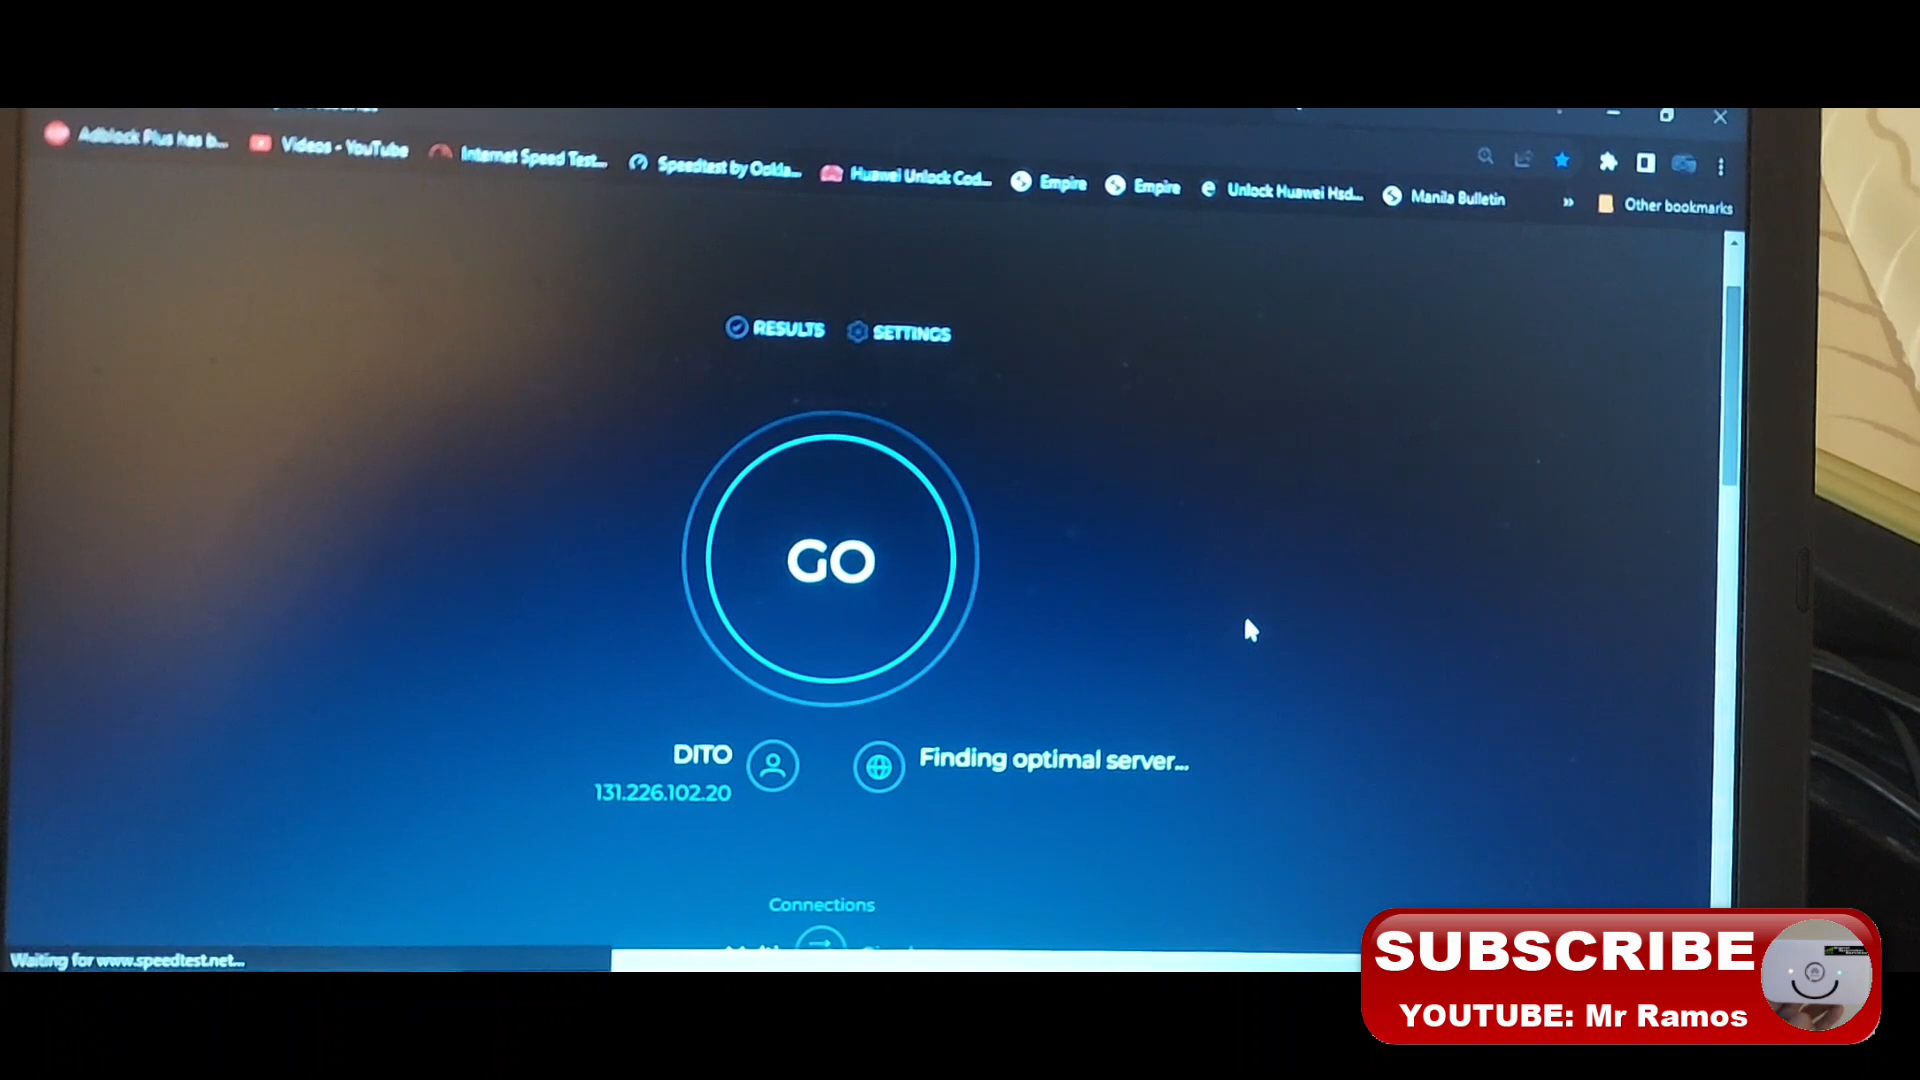 Adblock Plus has b...
Videos - YouTube
Internet Speed Test...
Speedtest by Ookla...
Huawei Unlock Cod...
Empire
Empire
Unlock Huawei Hsd...
Manila Bulletin
»
Other bookmarks
RESULTS
SETTINGS
GO
DITO
131.226.102.20
Finding optimal server...
Connections
Waiting for www.speedtest.net...
SUBSCRIBE
YOUTUBE: Mr Ramos